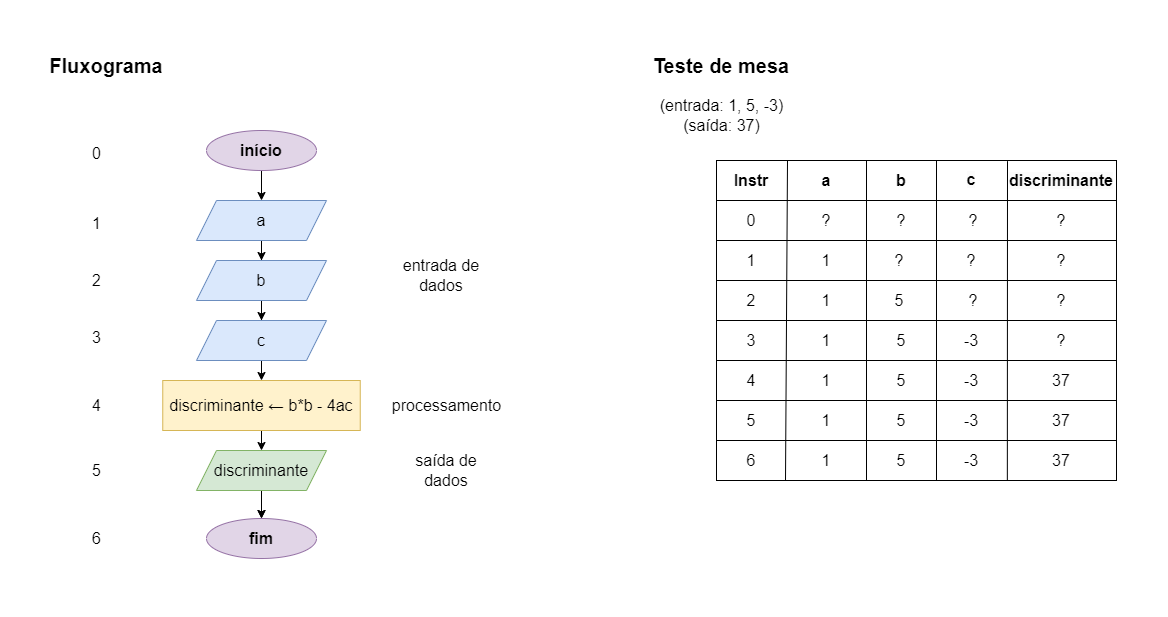 Fluxograma
0
início
1
a
2
b
entrada de
dados
3
c
4
discriminante ← b*b - 4ac
processamento
5
discriminante
saída de
dados
6
fim
Teste de mesa
(entrada: 1, 5, -3)
(saída: 37)
Instr a b c discriminante
0 ? ? ? ?
1 1 ? ? ?
2 1 5 ? ?
3 1 5 -3 ?
4 1 5 -3 37
5 1 5 -3 37
6 1 5 -3 37